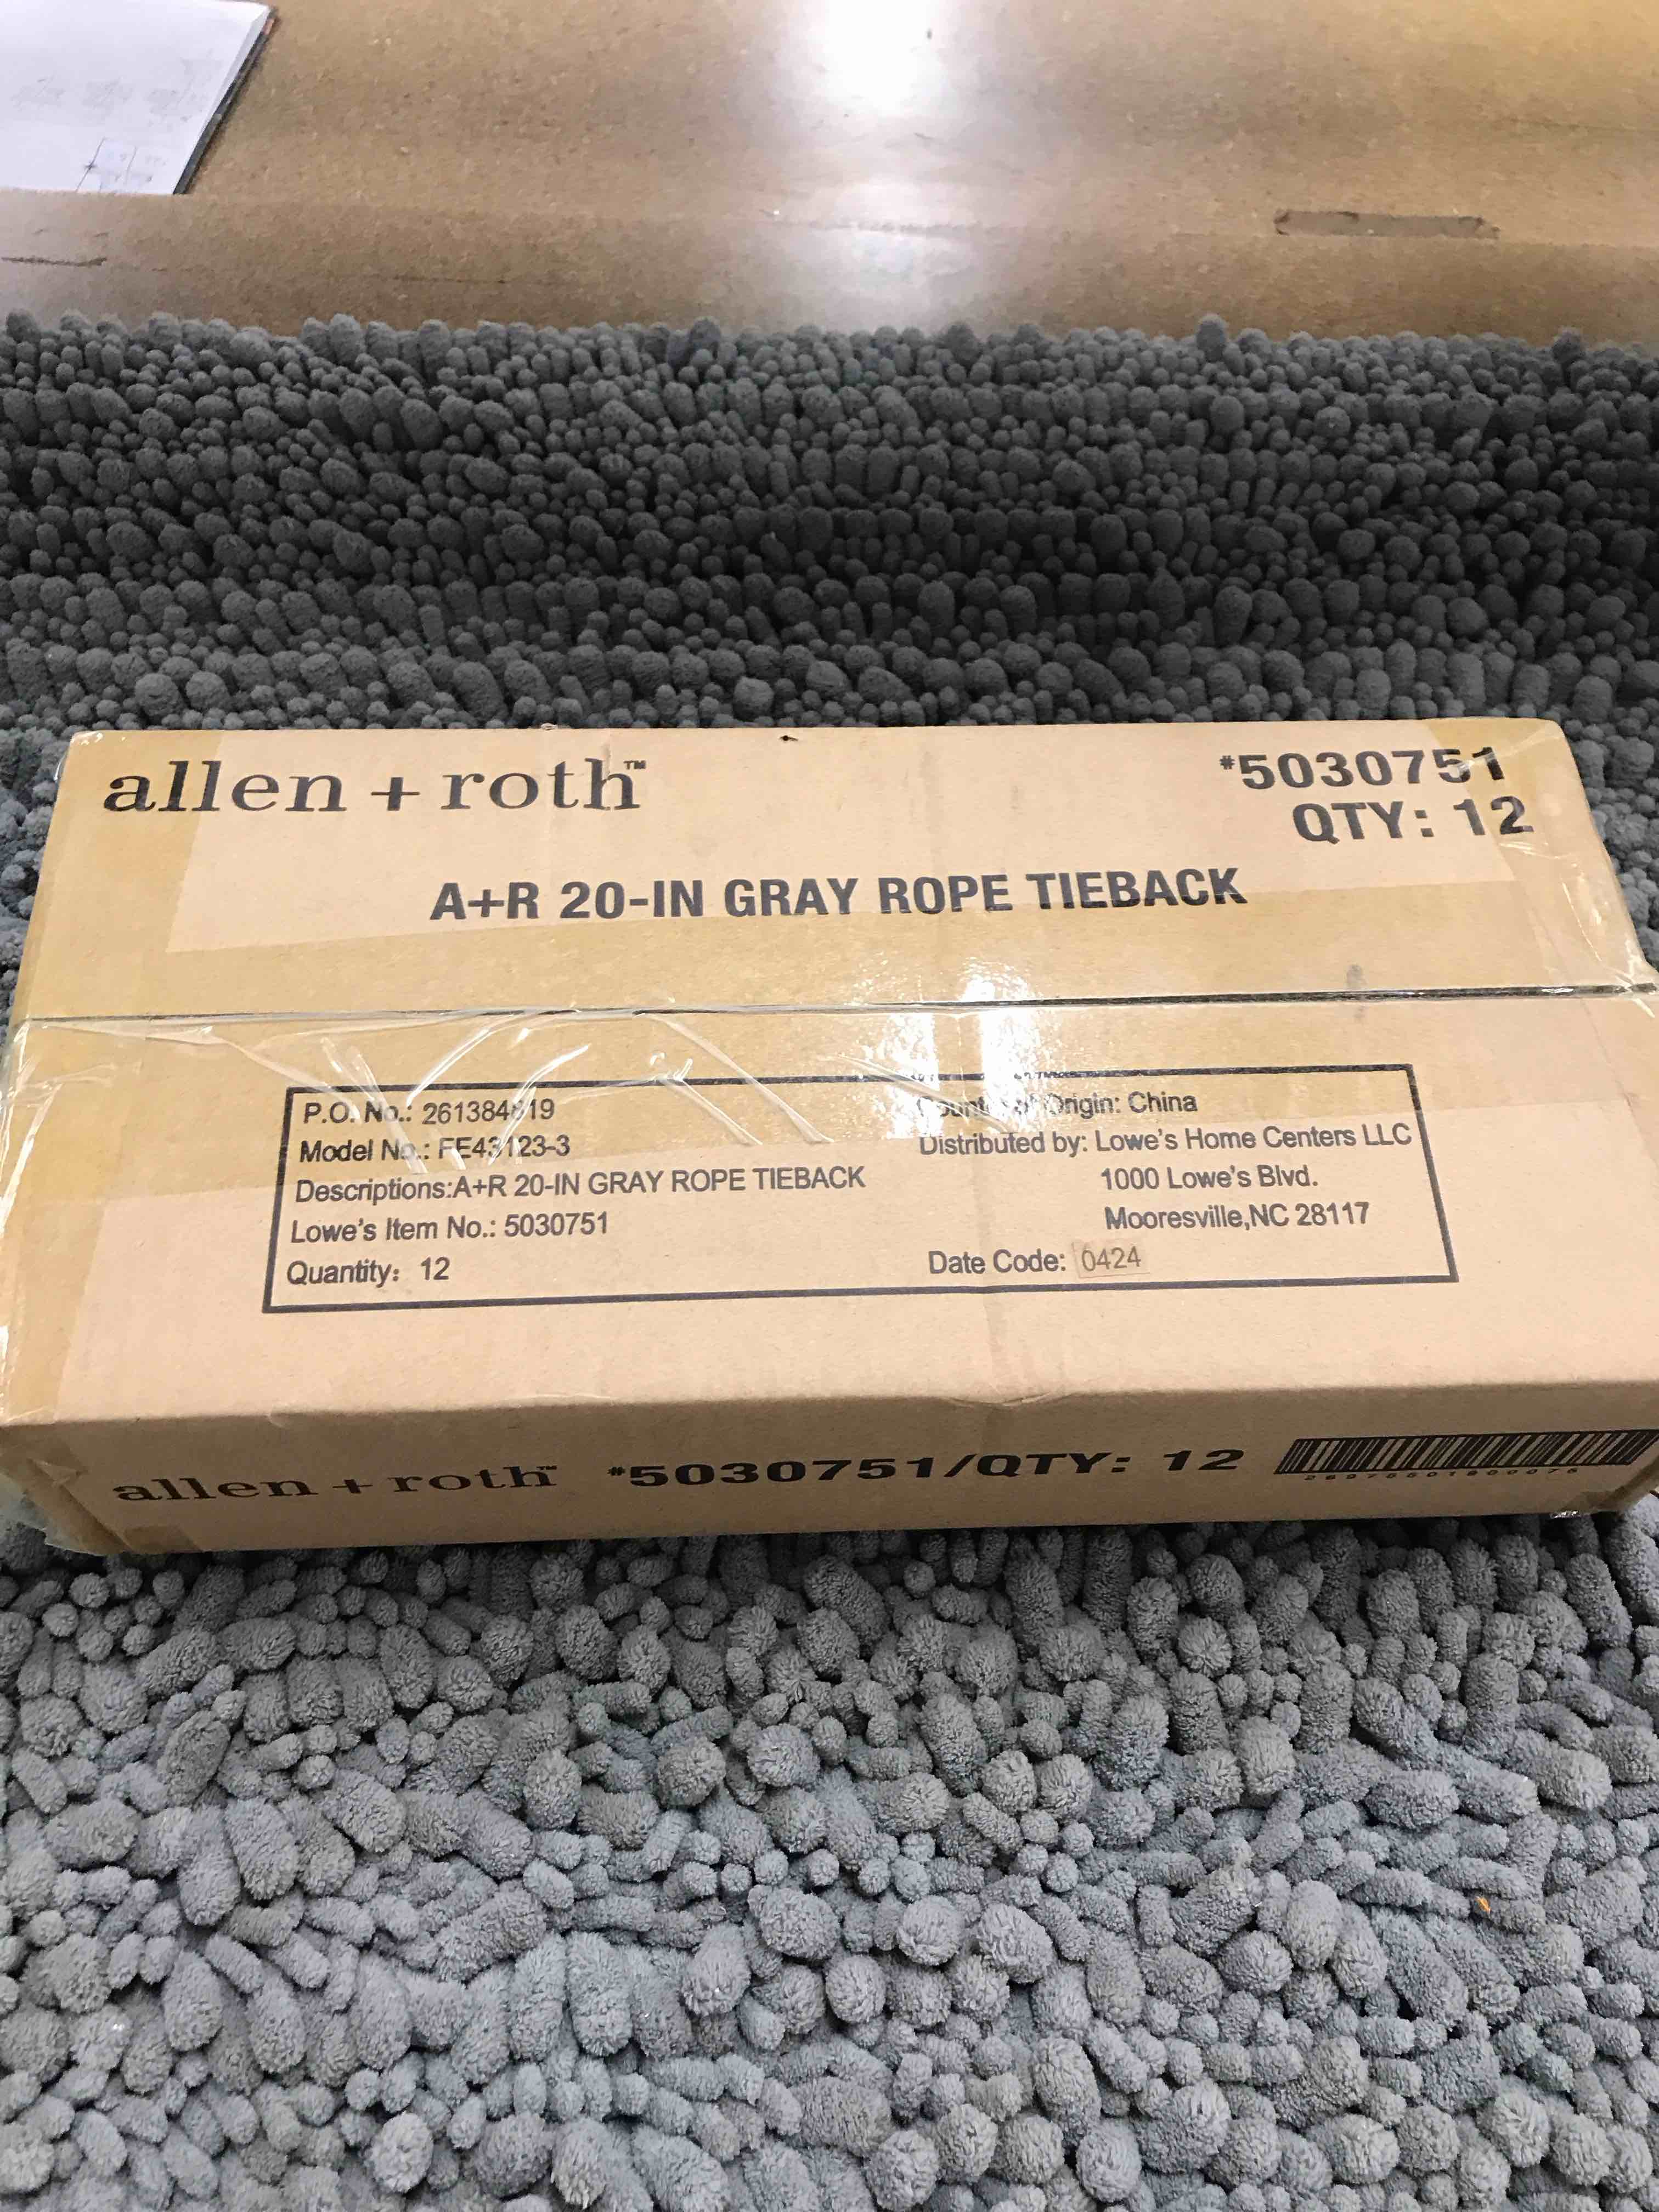 allen + roth™
#5030751
QTY: 12
A+R 20-IN GRAY ROPE TIEBACK
P.O. No.:
Model No.: FE43123-3
Descriptions:A+R 20-IN GRAY ROPE TIEBACK
Lowe's Item No.: 5030751
Quantity: 12
Country of Origin: China
Distributed by: Lowe's Home Centers LLC
1000 Lowe's Blvd.
Mooresville,NC 28117
Date Code: 0424
allen + roth™ #5030751/QTY: 12